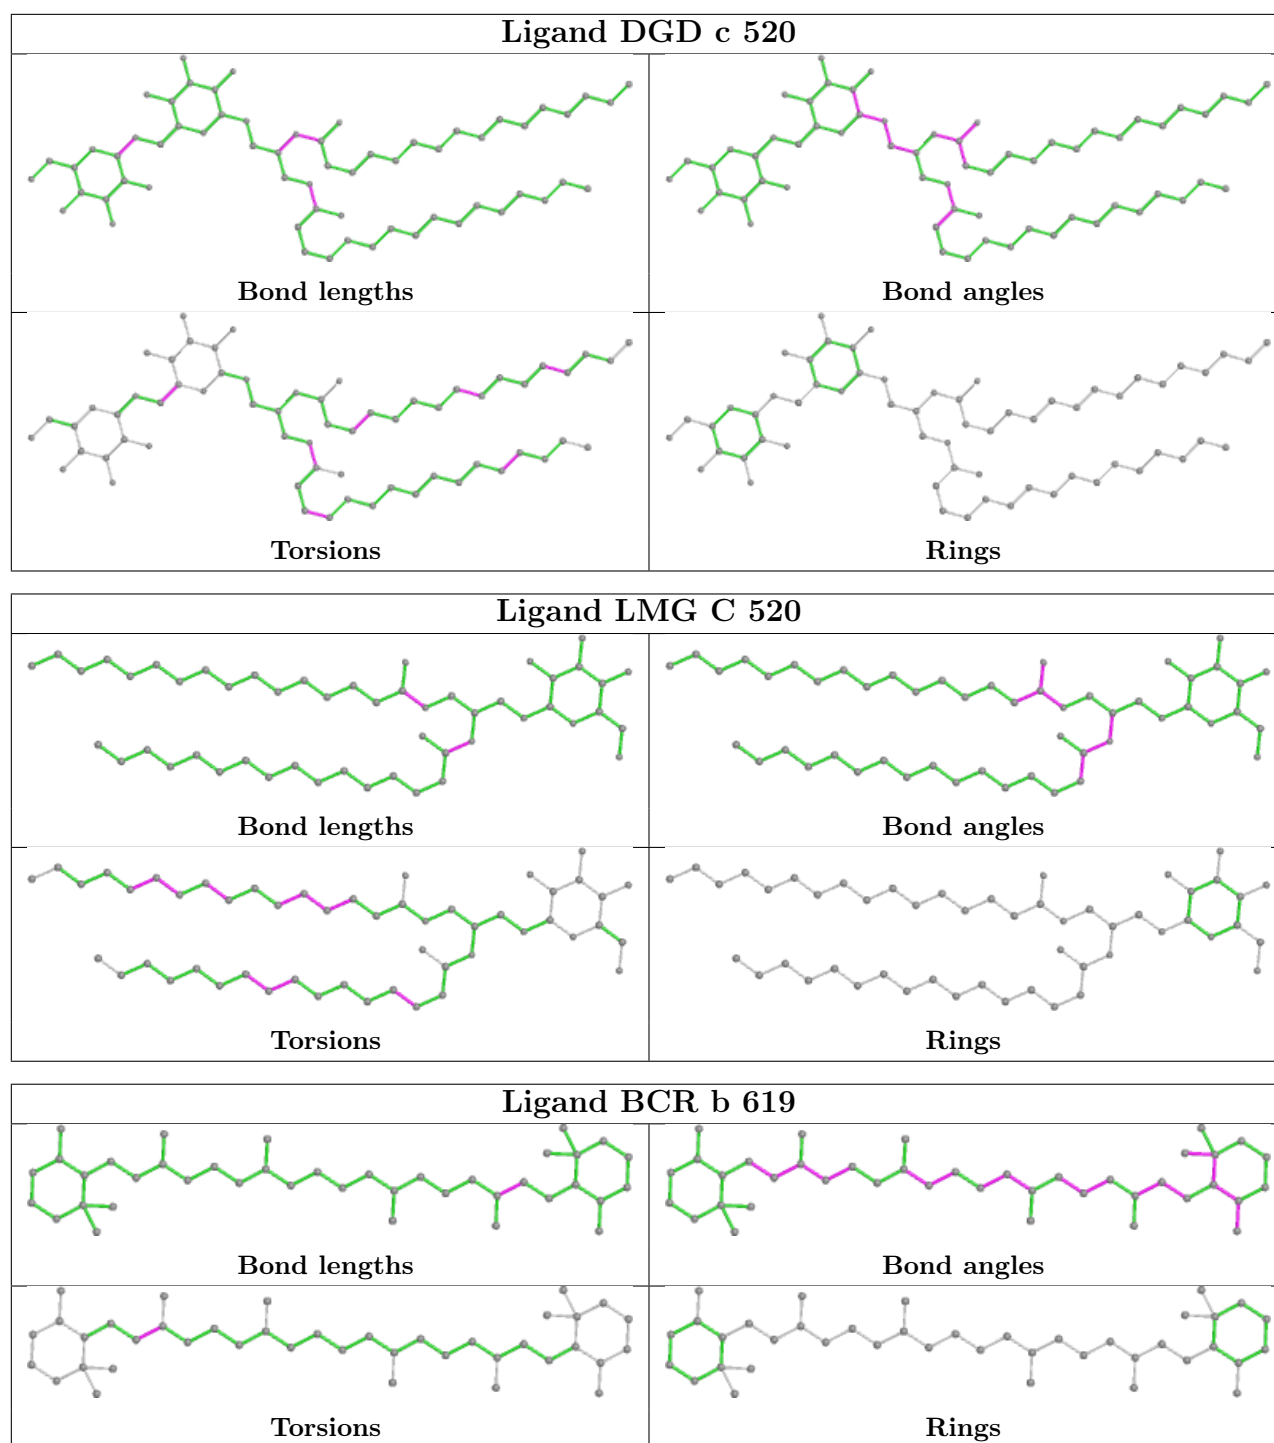 Ligand DGD c 520
Bond lengths
Bond angles
Torsions
Rings
Ligand LMG C 520
Bond lengths
Bond angles
Torsions
Rings
Ligand BCR b 619
Bond lengths
Bond angles
Torsions
Rings